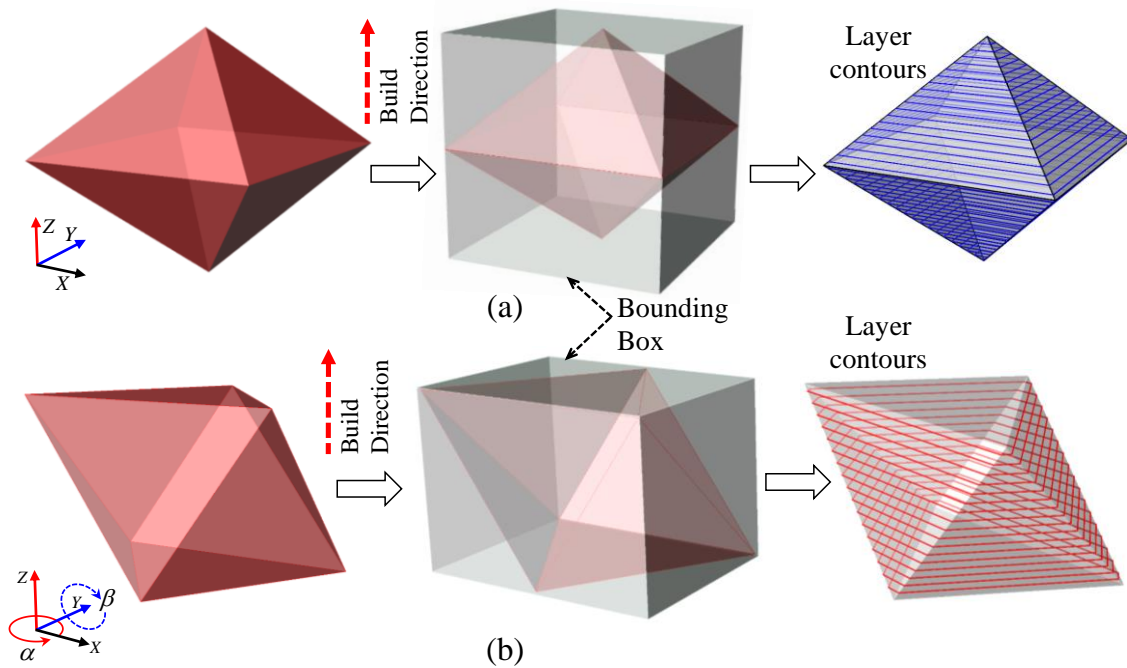 Build
Direction
Layer
contours
Z
Y
X
(a)
Bounding
Box
Build
Direction
Layer
contours
Z
Y
β
X
α
(b)